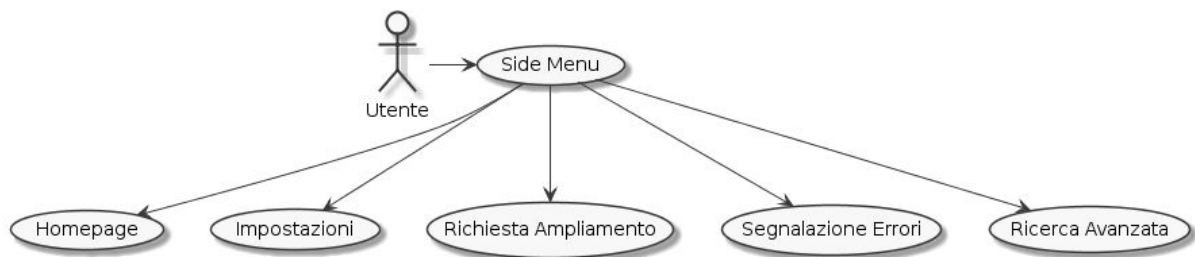 Side Menu
Utente
Homepage
Impostazioni
Richiesta Ampliamento
Segnalazione Errori
Ricerca Avanzata